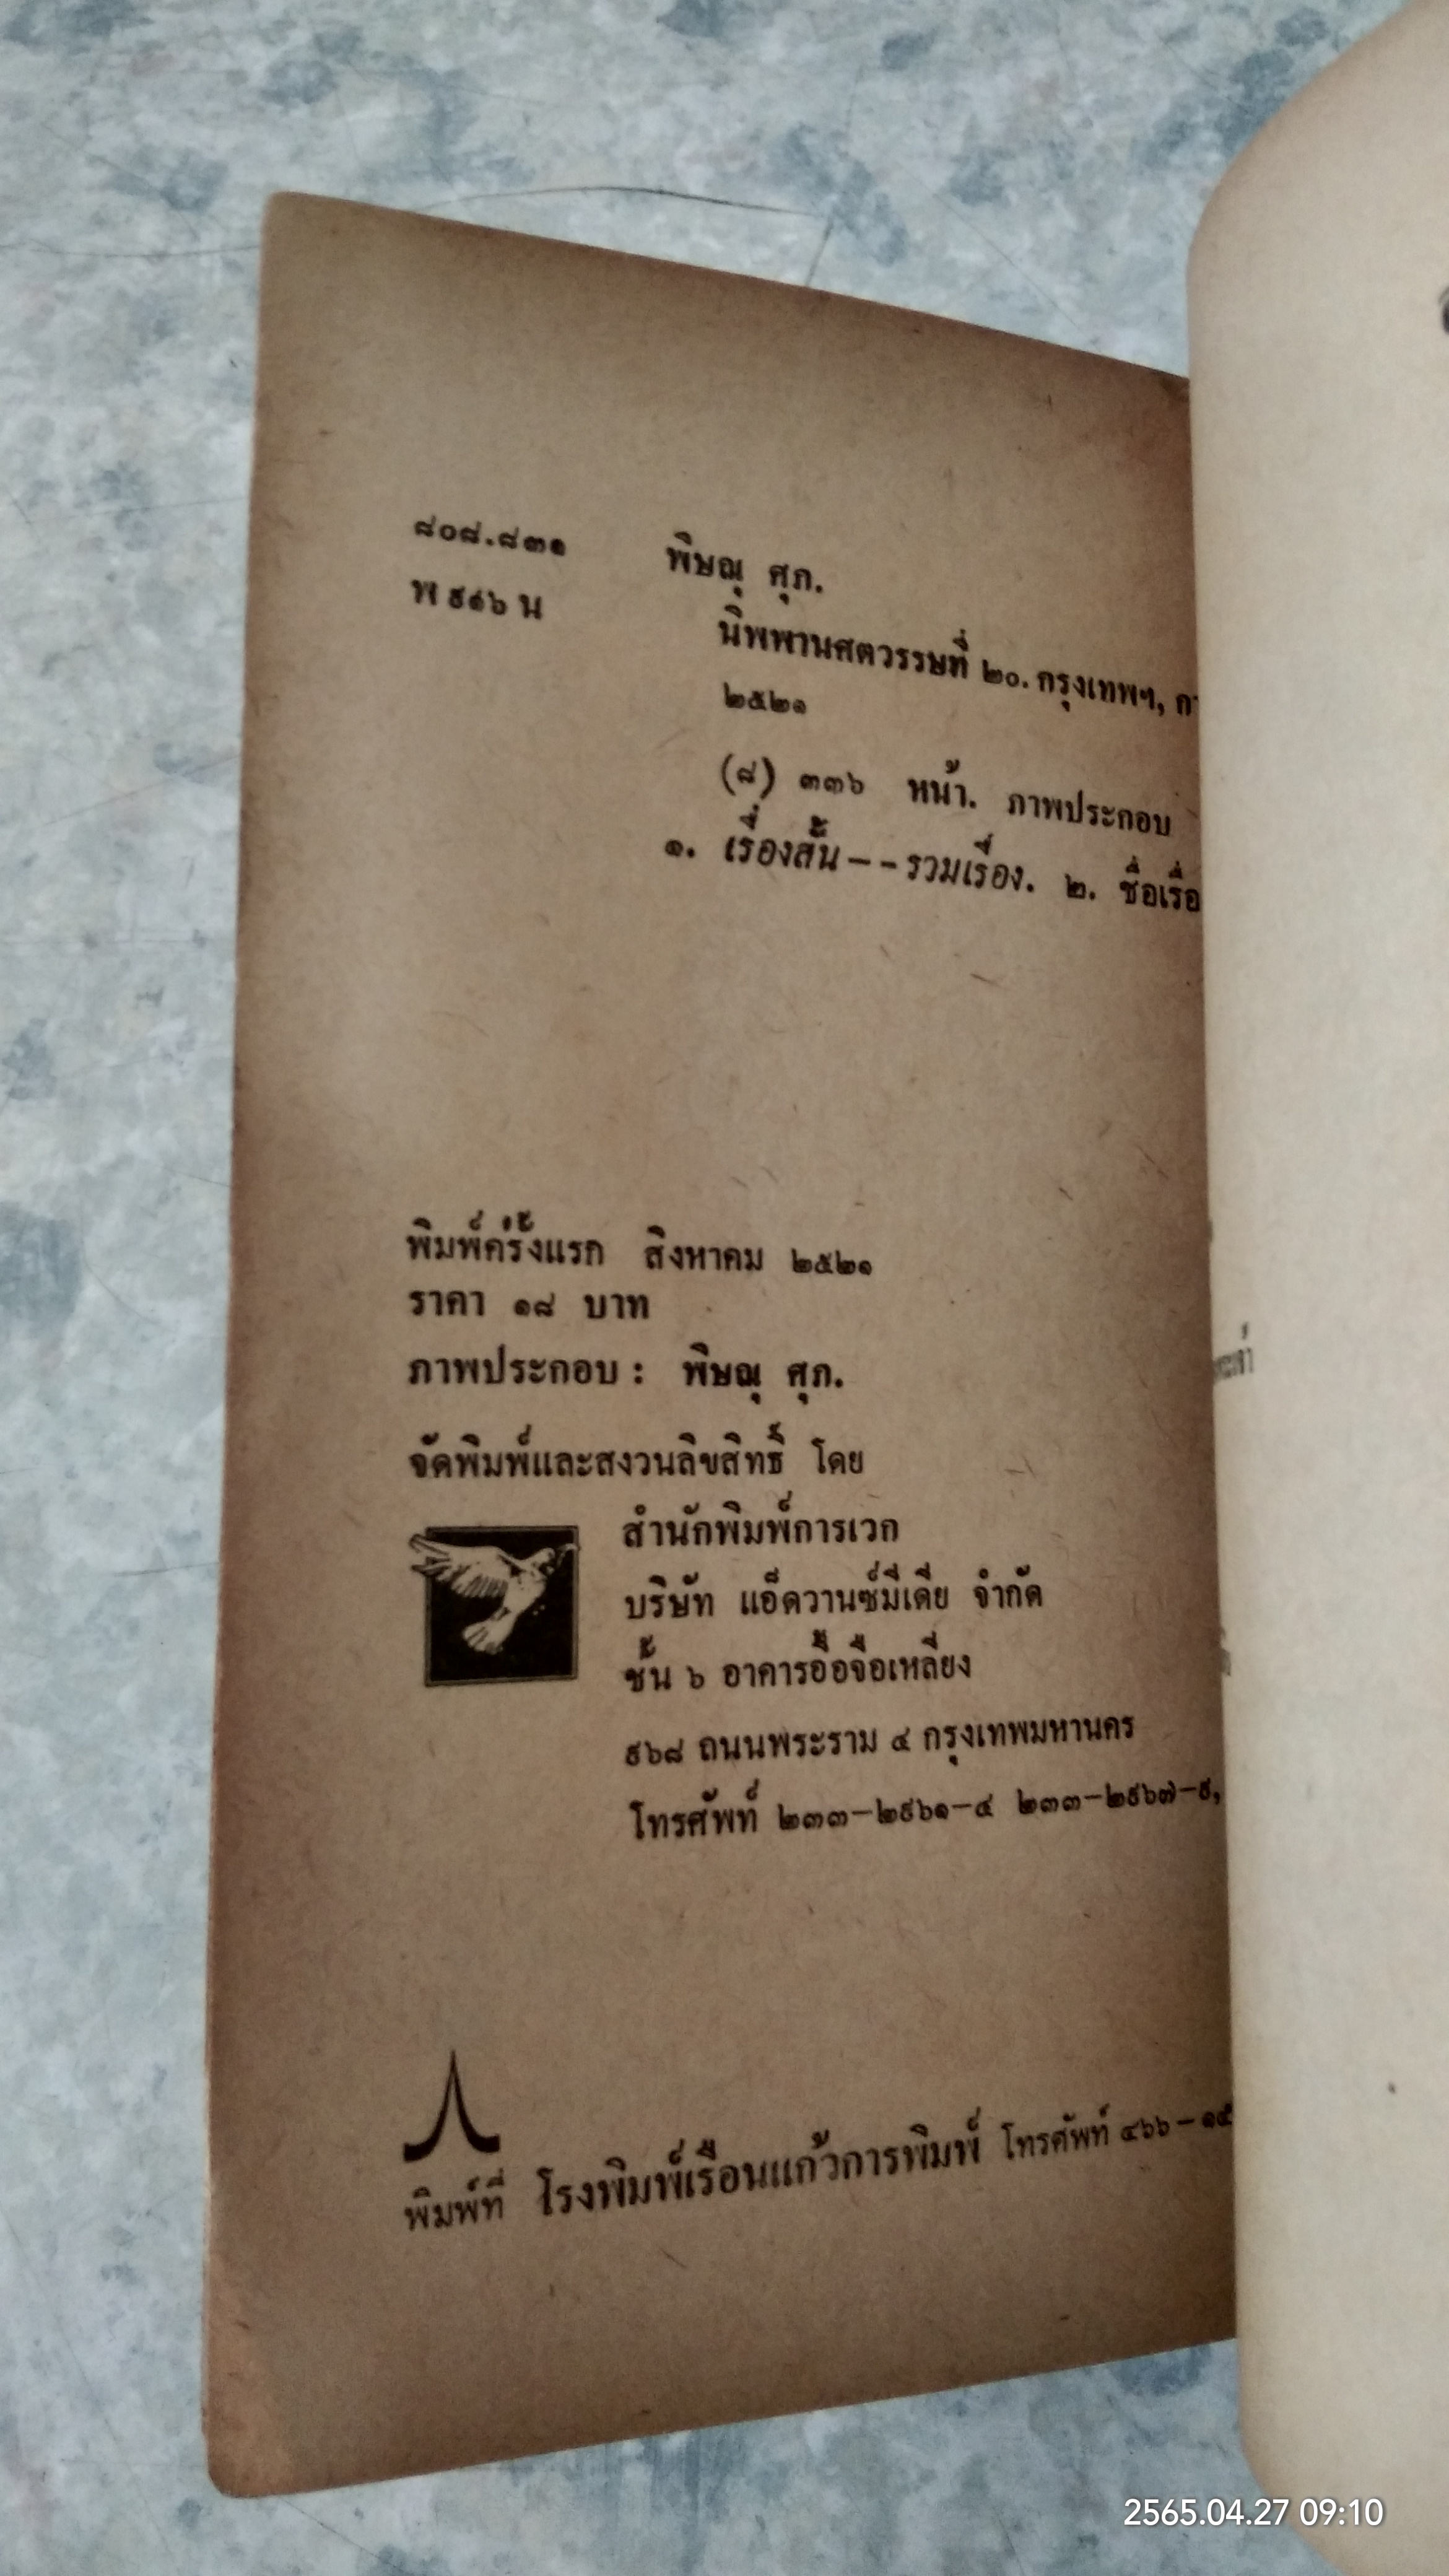 ๘๐๘.๘๓๑
พ ๙๑๖ น
พิษณุ ศุภ.
นิพพานศตวรรษที่ ๒๐. กรุงเทพฯ,
๒๕๒๑
(๘) ๓๓๖ หน้า. ภาพประกอบ
๑. เรื่องสั้น--รวมเรื่อง. ๒. ชื่อเรื่อ
พิมพ์ครั้งแรก สิงหาคม ๒๕๒๑
ราคา ๑๘ บาท
ภาพประกอบ : พิษณุ ศุภ.
จัดพิมพ์และสงวนลิขสิทธิ์ โดย
สำนักพิมพ์การเวก
บริษัท แอ็ดวานซ์มีเดีย จำกัด
ชั้น ๖ อาคารอื้อจือเหลียง
๙๖๘ ถนนพระราม ๔ กรุงเทพมหานคร
โทรศัพท์ ๒๓๓-๒๙๖๑-๔ ๒๓๓-๒๙๖๗-๙,
พิมพ์ที่ โรงพิมพ์เรือนแก้วการพิมพ์ โทรศัพท์ ๔๖๖-๑๕
2565.04.27 09:10